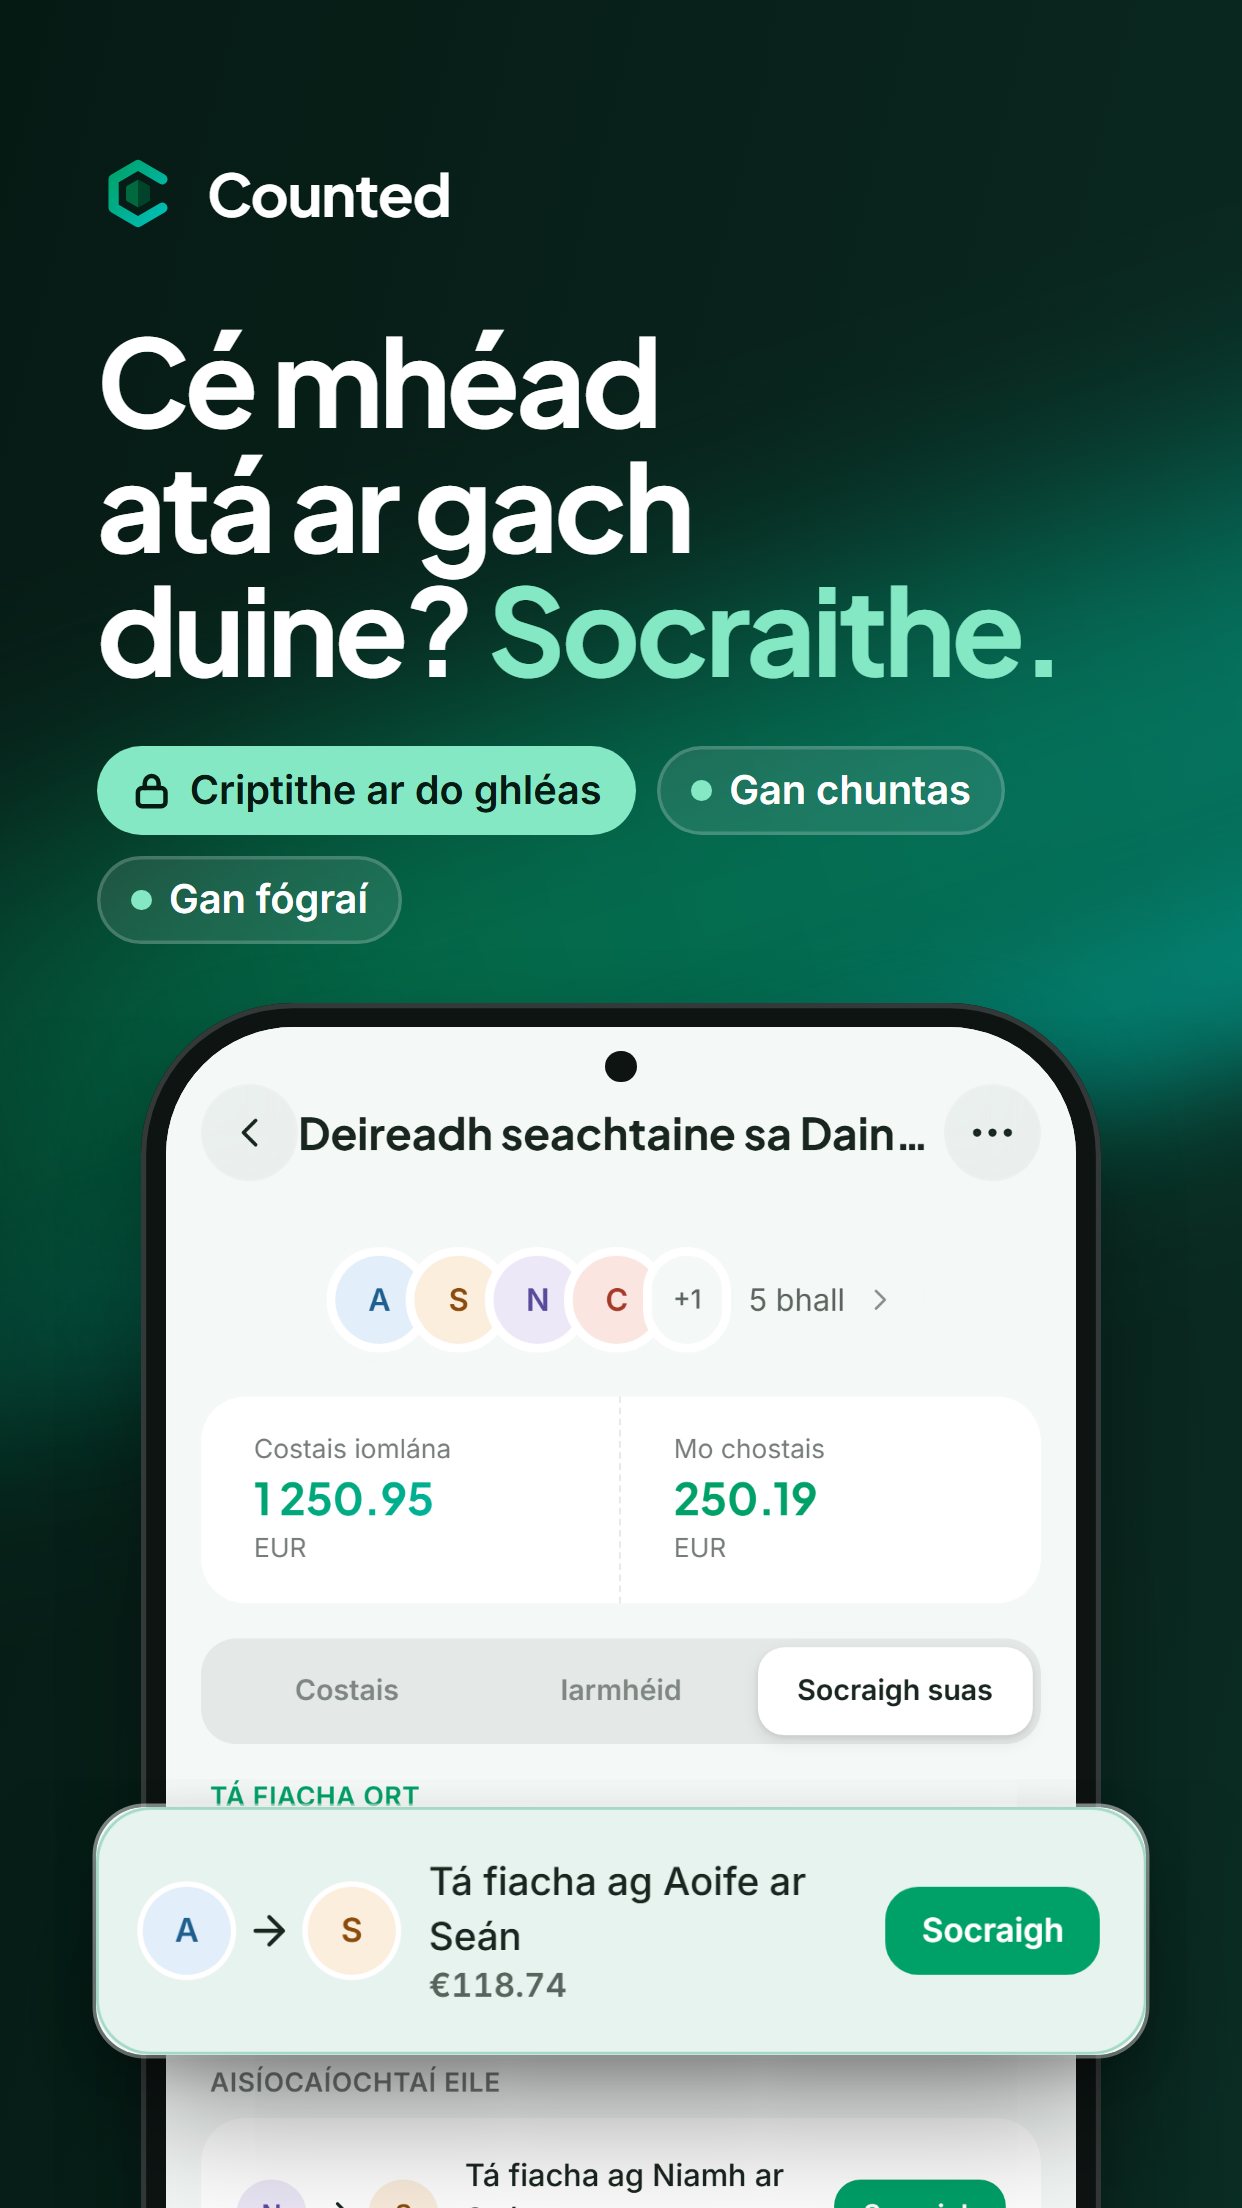 Counted
Cé mhéad
atá ar gach
duine? Socraithe.
Criptithe ar do ghléas
Gan chuntas
Gan fógraí
Deireadh seachtaine sa Dain...
A S N C +1 5 bhall
Costais iomlána
Mo chostais
1 250.95
250.19
EUR
EUR
Costais
Iarmhéid
Socraigh suas
TÁ FIACHA ORT
A → S
Tá fiacha ag Aoife ar
Seán
€118.74
Socraigh
AISÍOCAÍOCHTAÍ EILE
Tá fiacha ag Niamh ar